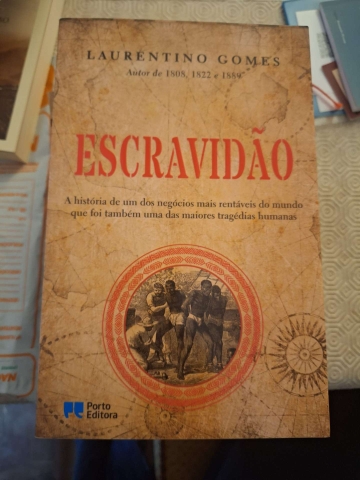 LAURENTINO GOMES
Autor de 1808, 1822 e 1889
ESCRAVIDÃO
A história de um dos negócios mais rentáveis do mundo
que foi também uma das maiores tragédias humanas
Porto
Editora